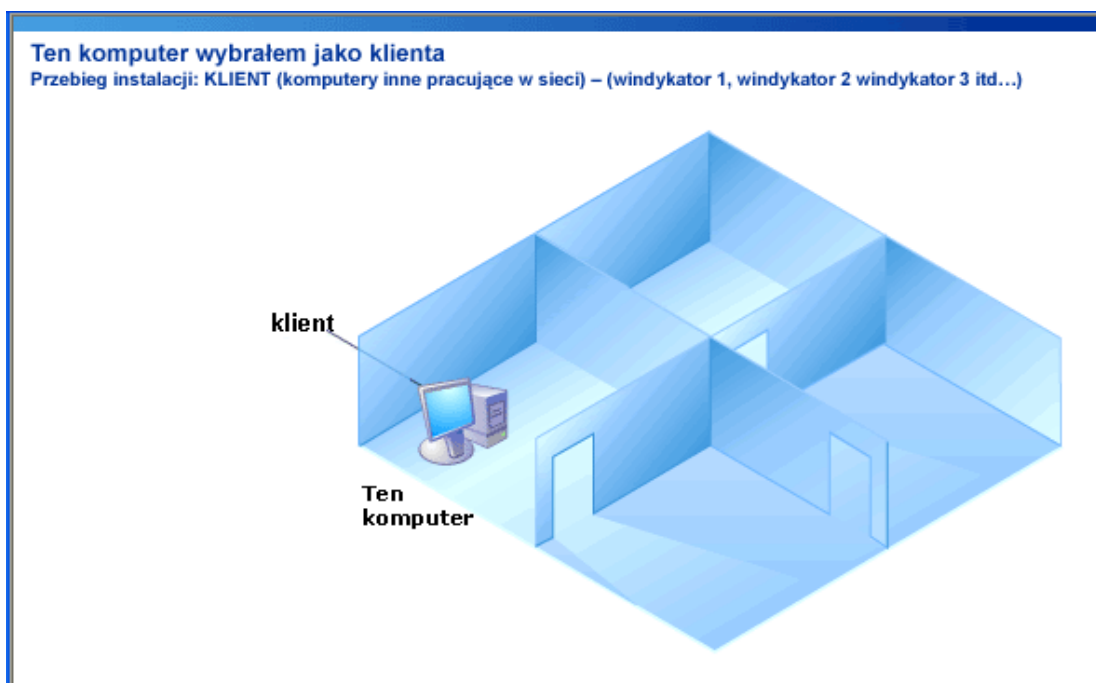 Ten komputer wybrałem jako klienta
Przebieg instalacji: KLIENT (komputery inne pracujące w sieci) – (windykator 1, windykator 2 windykator 3 itd...)
klient
Ten
komputer